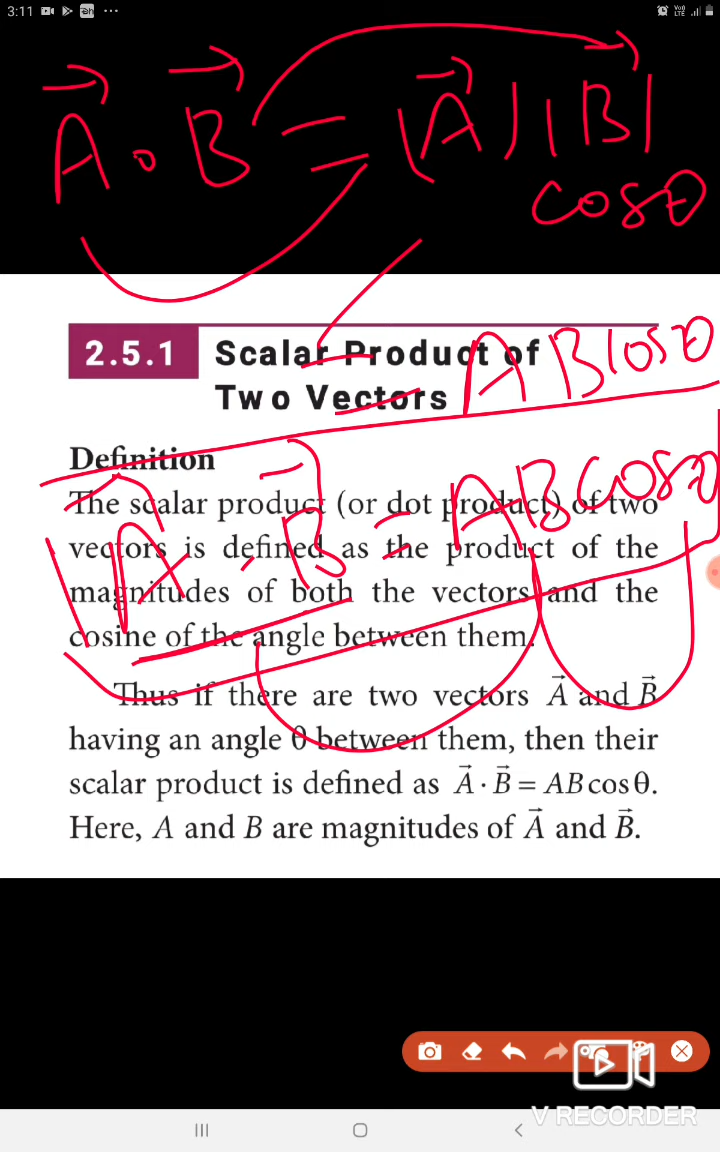 3:11
A⃗ . B⃗ = |A⃗| |B⃗|
cosθ
2.5.1 Scalar Product of
Two Vectors
AB cosθ
Definition
A⃗ . B⃗ = AB cosθ
The scalar product (or dot product) of two
vectors is defined as the product of the
magnitudes of both the vectors and the
cosine of the angle between them.
Thus if there are two vectors A⃗ and B⃗
having an angle θ between them, then their
scalar product is defined as A⃗ · B⃗ = AB cosθ.
Here, A and B are magnitudes of A⃗ and B⃗.
V RECORDER